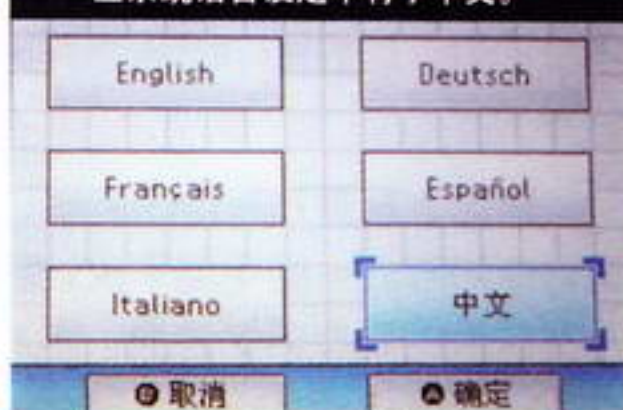 English
Deutsch
Français
Español
Italiano
中文
B 取消
A 确定